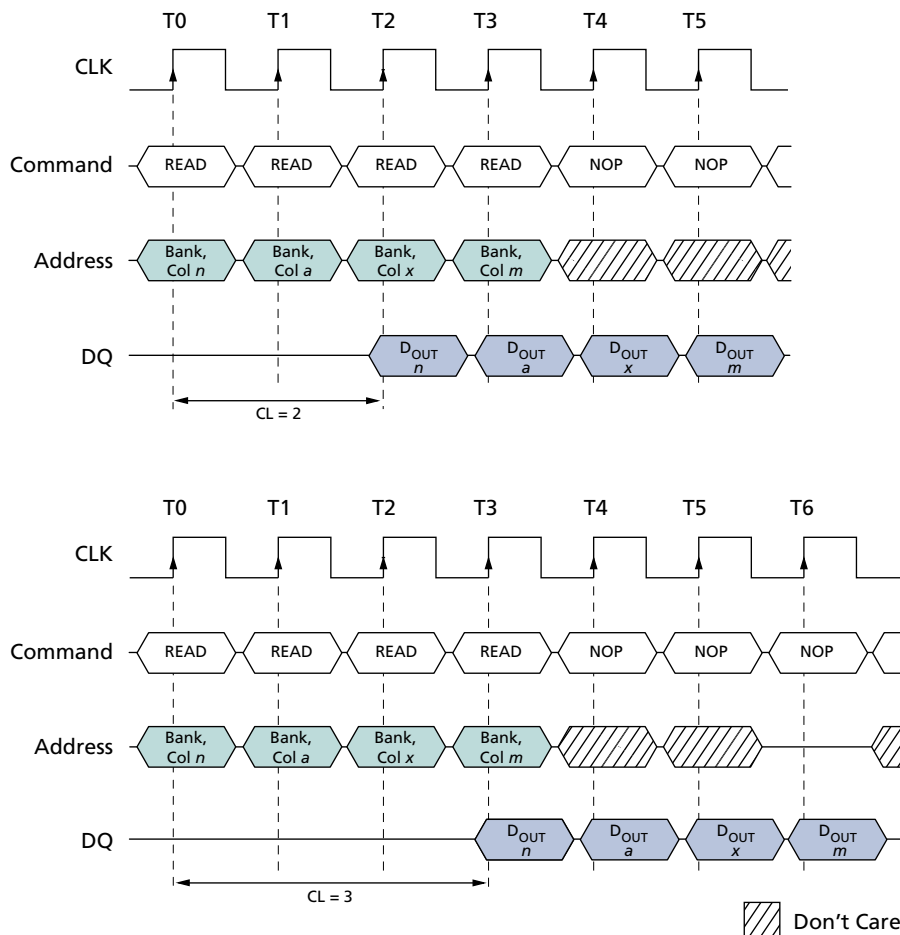 T0 T1 T2 T3 T4 T5
CLK
Command READ READ READ READ NOP NOP
Address Bank, Bank, Bank, Bank,
Col n Col a Col x Col m
DQ DOUT DOUT DOUT DOUT
n a x m
CL = 2
T0 T1 T2 T3 T4 T5 T6
CLK
Command READ READ READ READ NOP NOP NOP
Address Bank, Bank, Bank, Bank,
Col n Col a Col x Col m
DQ DOUT DOUT DOUT DOUT
n a x m
CL = 3
Don't Care